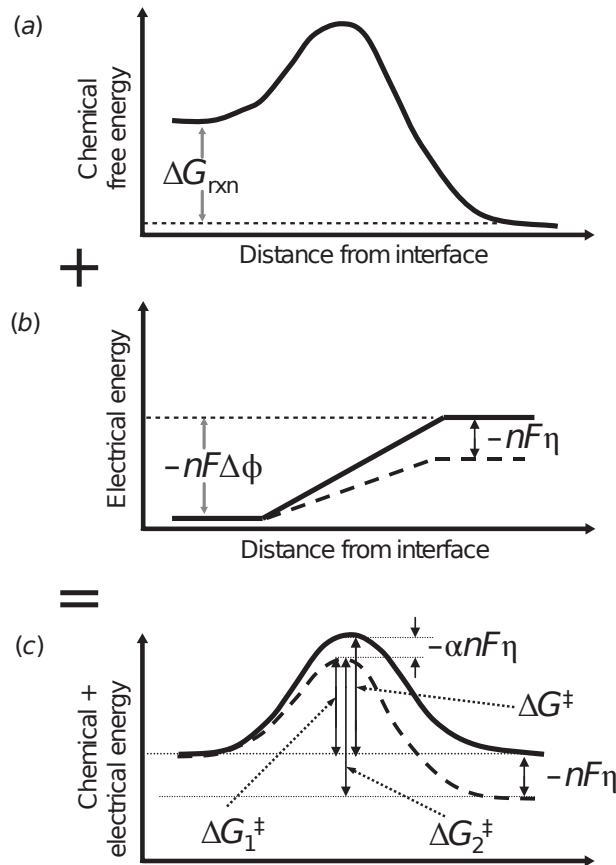 (a)
Chemical
free energy
ΔG_rxn
Distance from interface
+
(b)
Electrical energy
-nFΔϕ
-nFη
Distance from interface
=
(c)
Chemical +
electrical energy
-αnFη
ΔG‡
-nFη
ΔG₁‡
ΔG₂‡